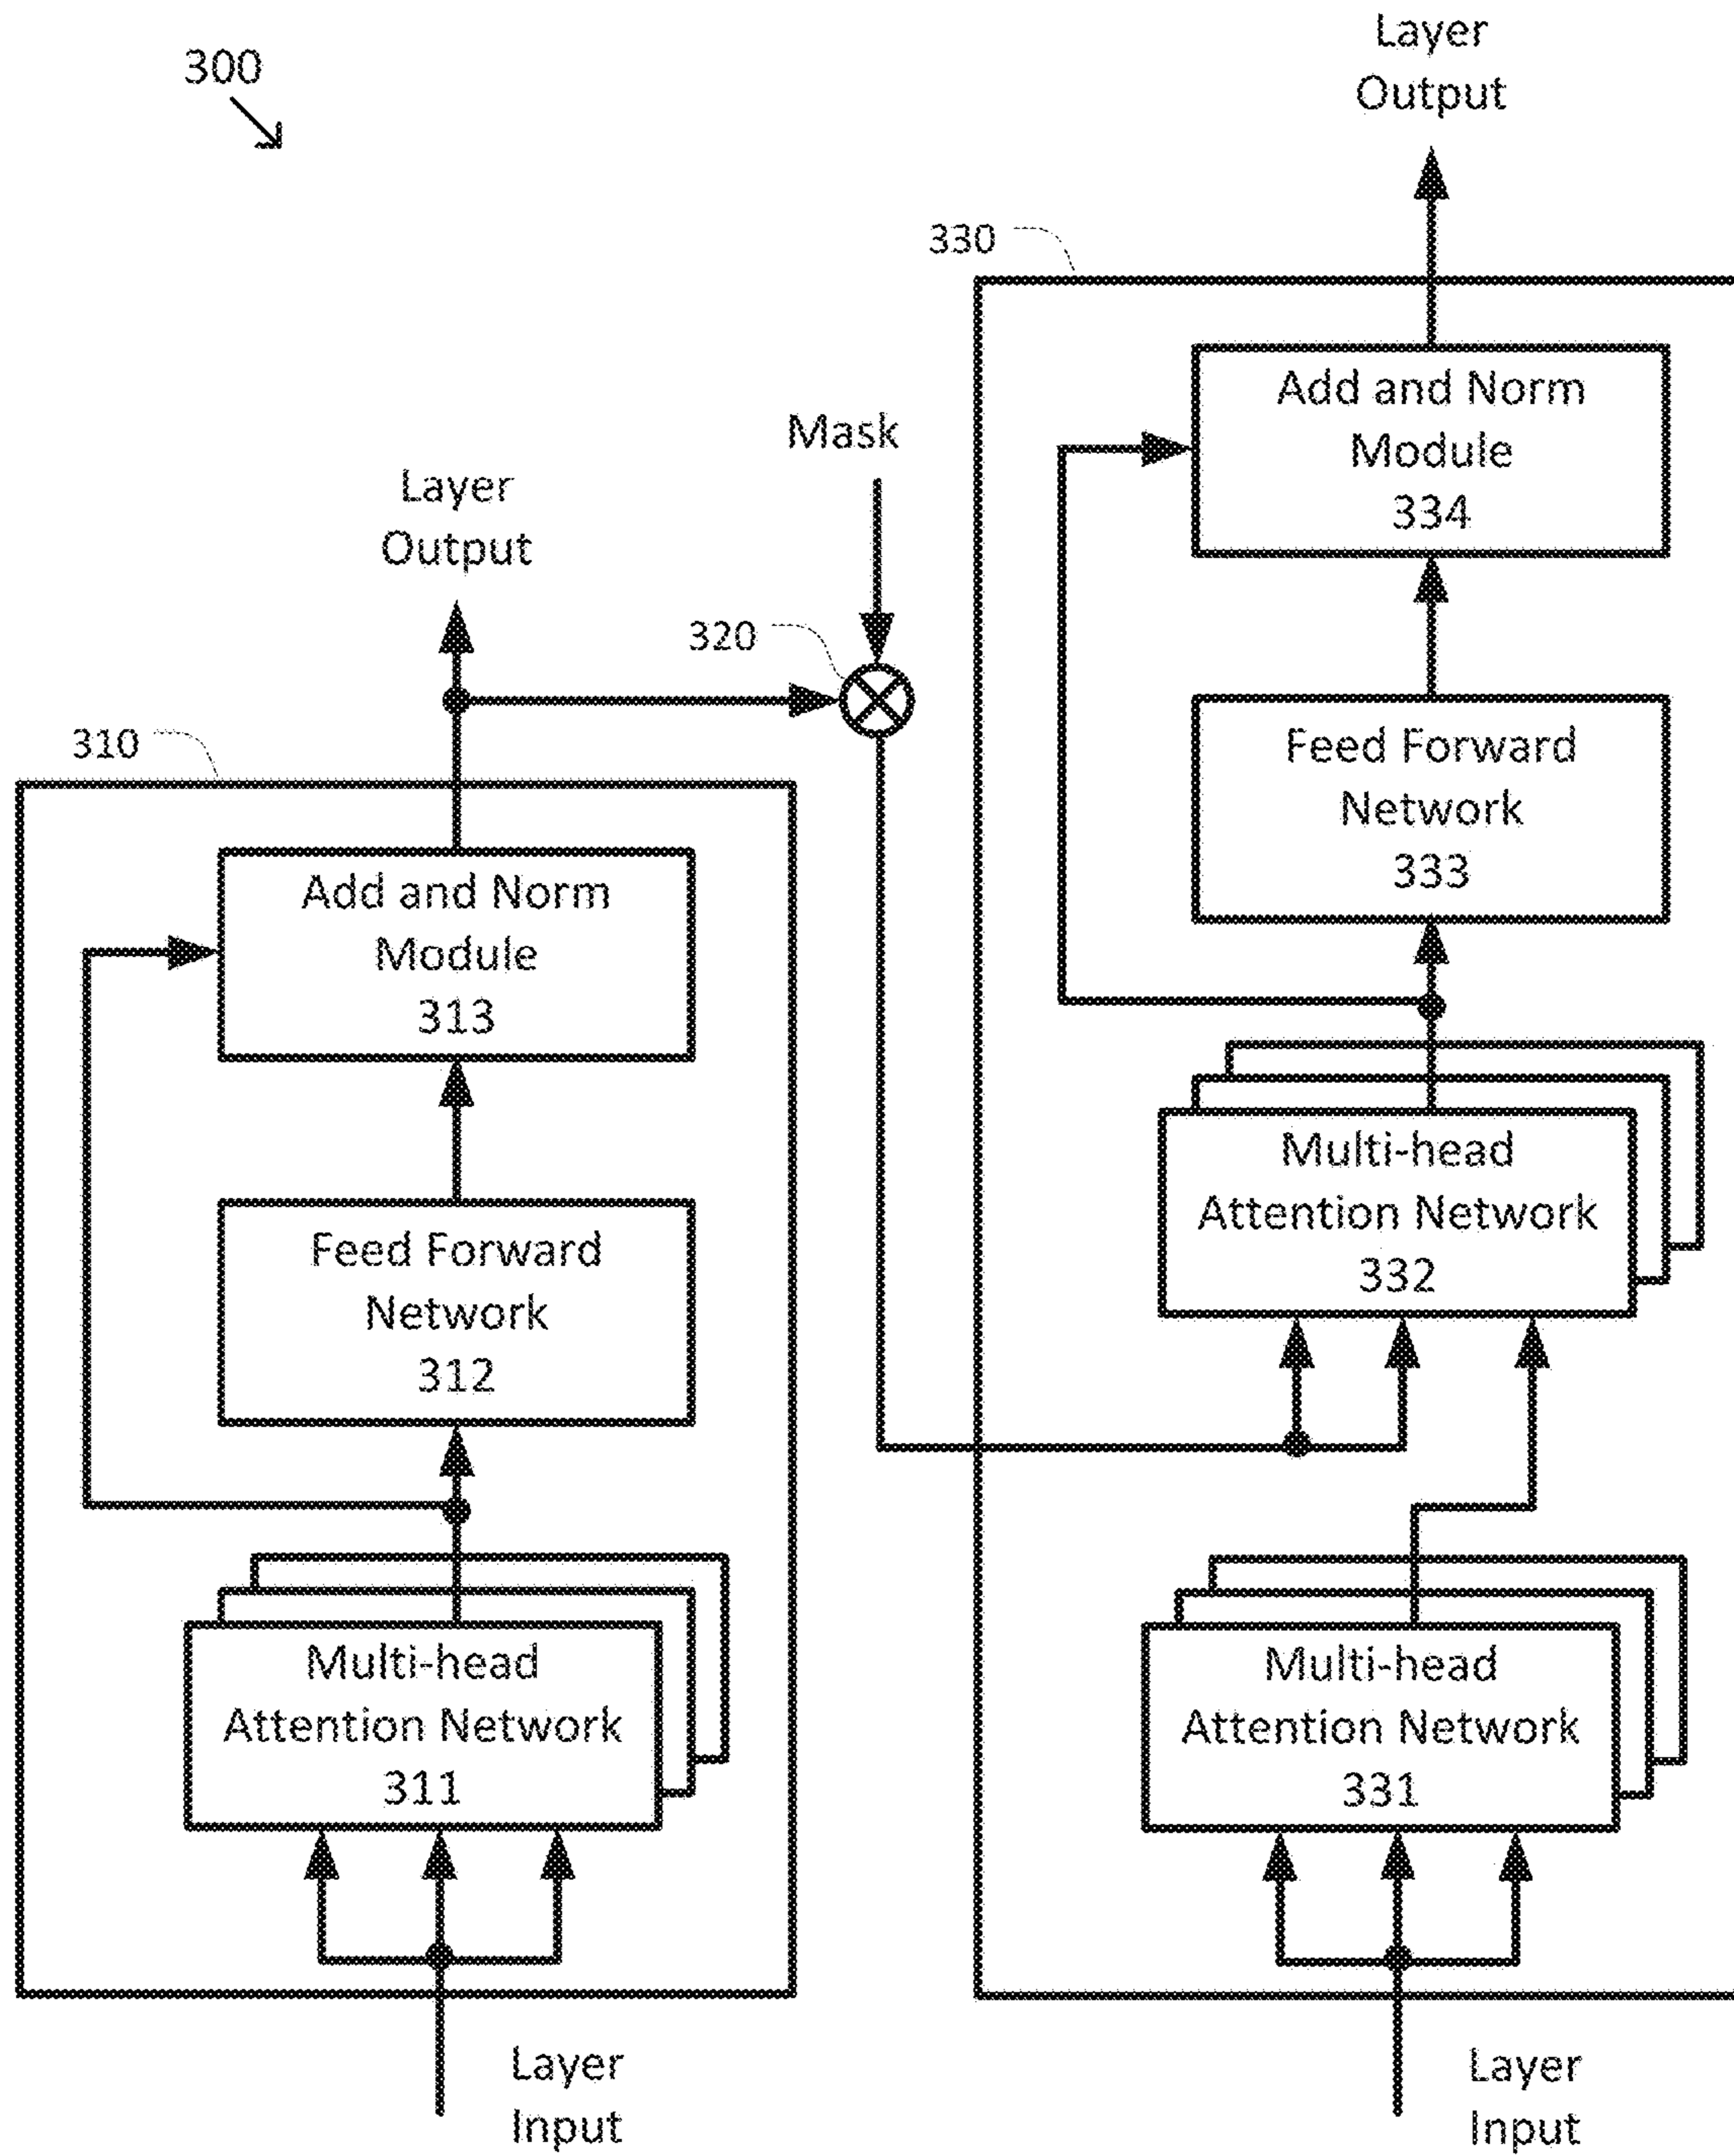 300
Layer
Output
330
Add and Norm
Module
334
Mask
Layer
Output
320
Feed Forward
Network
333
310
Add and Norm
Module
313
Multi-head
Attention Network
332
Feed Forward
Network
312
Multi-head
Attention Network
311
Multi-head
Attention Network
331
Layer
Input
Layer
Input